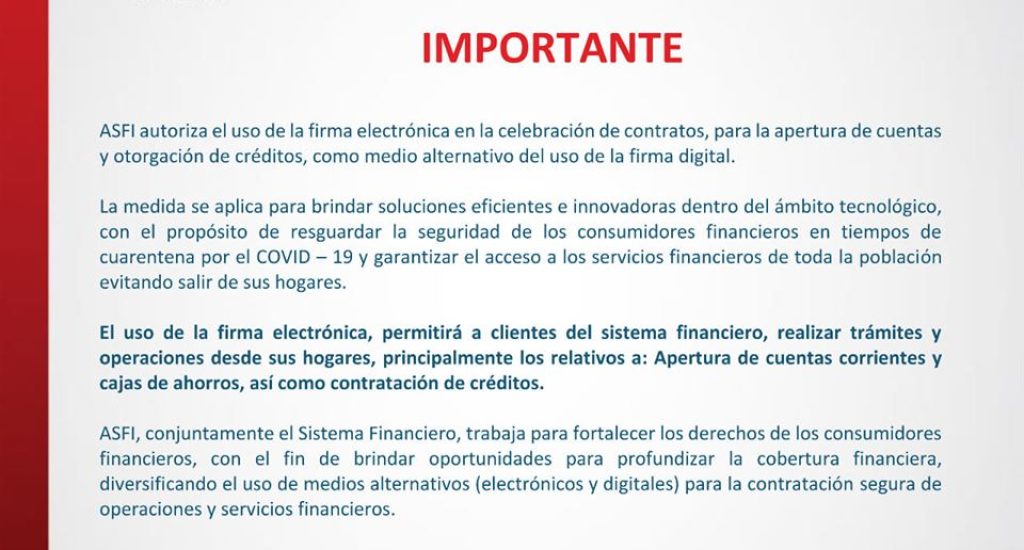 IMPORTANTE
ASFI autoriza el uso de la firma electrónica en la celebración de contratos, para la apertura de cuentas
y otorgación de créditos, como medio alternativo del uso de la firma digital.
La medida se aplica para brindar soluciones eficientes e innovadoras dentro del ámbito tecnológico,
con el propósito de resguardar la seguridad de los consumidores financieros en tiempos de
cuarentena por el COVID – 19 y garantizar el acceso a los servicios financieros de toda la población
evitando salir de sus hogares.
El uso de la firma electrónica, permitirá a clientes del sistema financiero, realizar trámites y
operaciones desde sus hogares, principalmente los relativos a: Apertura de cuentas corrientes y
cajas de ahorros, así como contratación de créditos.
ASFI, conjuntamente el Sistema Financiero, trabaja para fortalecer los derechos de los consumidores
financieros, con el fin de brindar oportunidades para profundizar la cobertura financiera,
diversificando el uso de medios alternativos (electrónicos y digitales) para la contratación segura de
operaciones y servicios financieros.